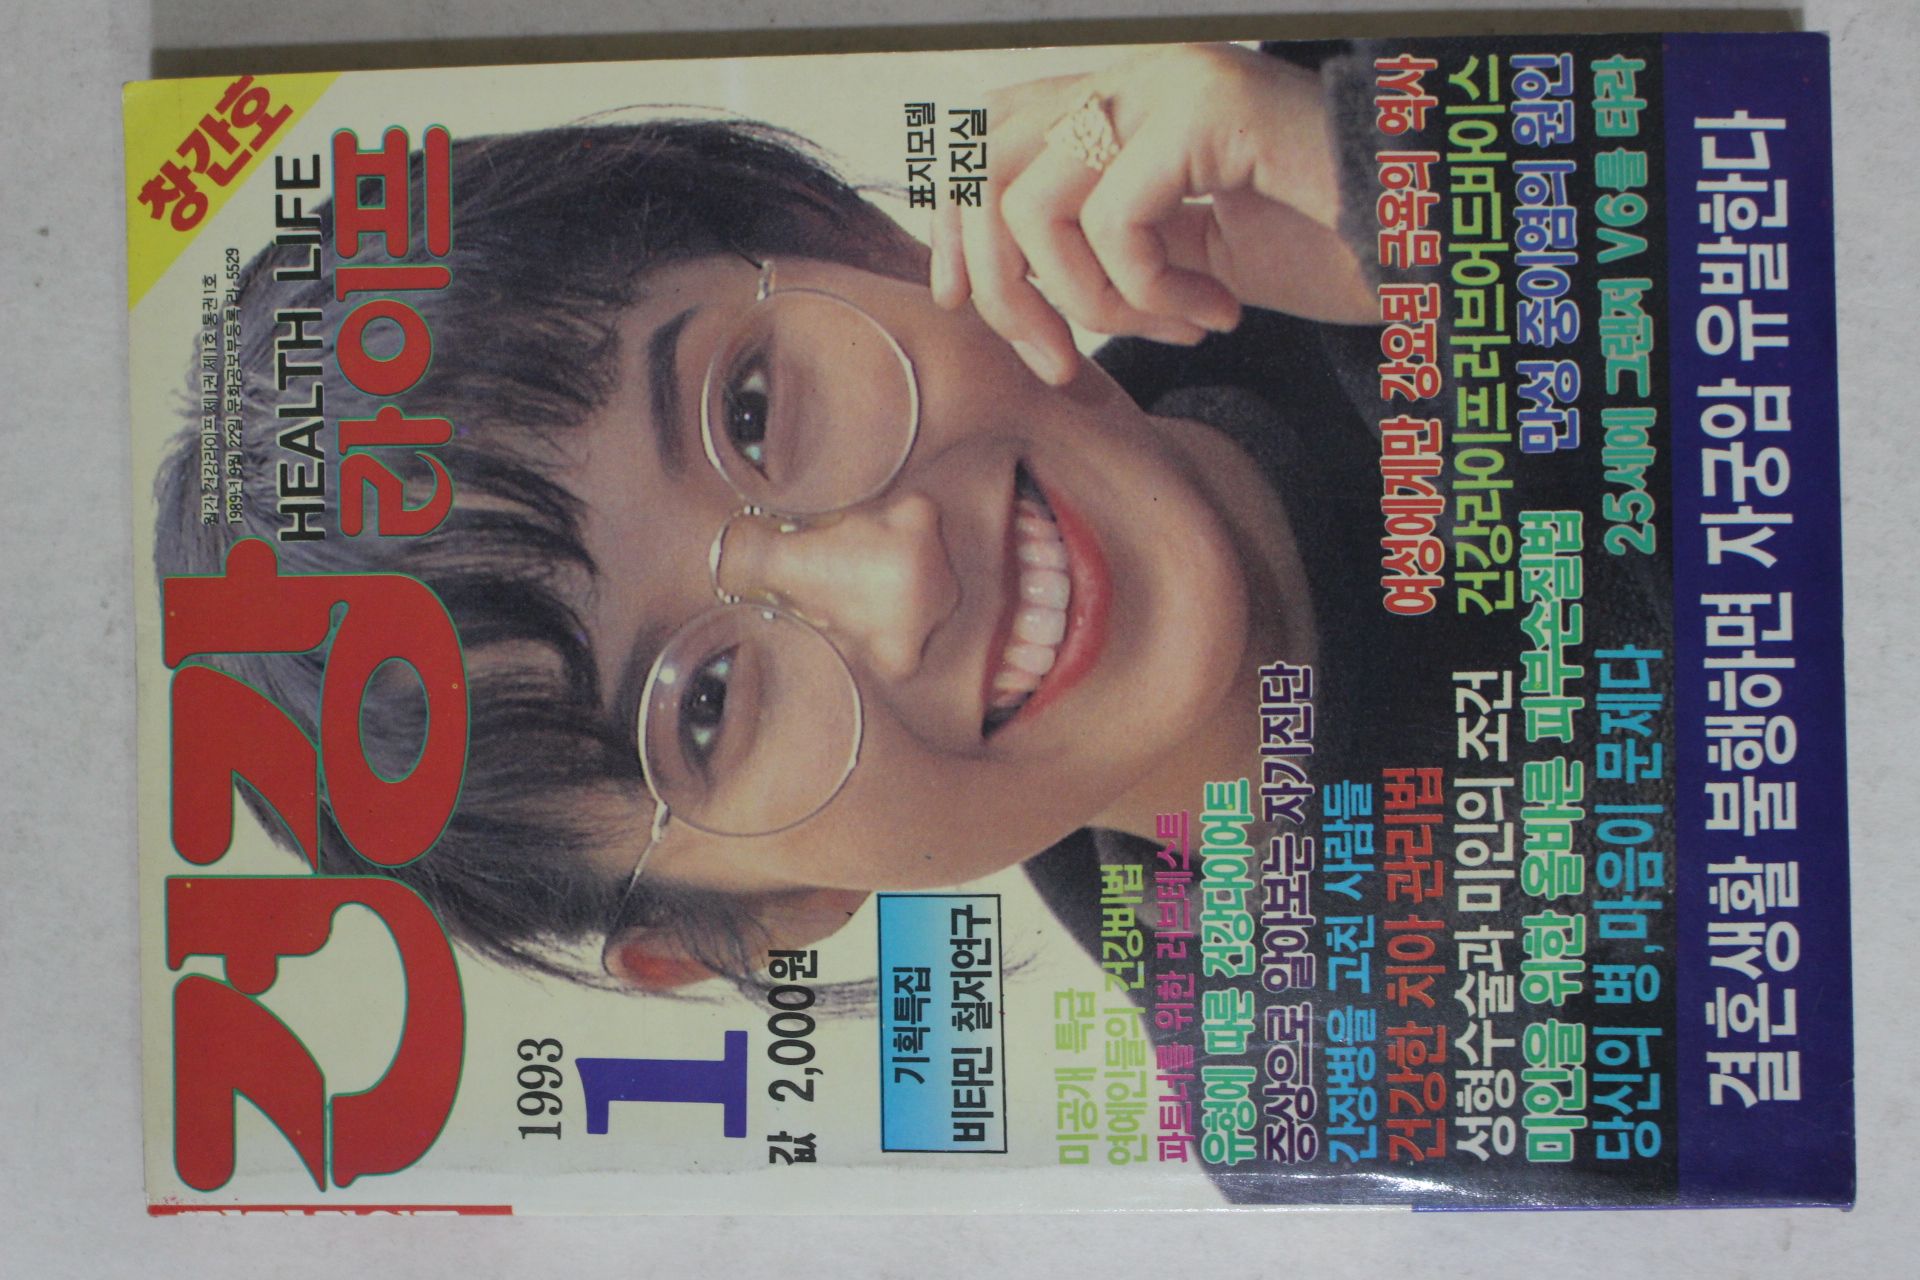 창간호
월간 건강라이프 제1권 제1호 통권1호
1989년 9월 22일 문화공보부등록 라-5529
HEALTH LIFE
건강 라이프
1993
1
값 2,000원
표지모델
최진실
기획특집
비타민 철저연구
미공개 특급
연예인들의 건강비법
파트너를 위한 러브테스트
유형에 따른 건강다이어트
증상으로 알아보는 자기진단
간장병을 고친 사람들
건강한 치아 관리법
성형수술과 미인의 조건
미인을 위한 올바른 피부손질법
당신의 병, 마음이 문제다
여성에게만 강요된 금욕의 역사
건강라이프러브어드바이스
만성 중이염의 원인
25세에 그랜저 V6를 타라
결혼생활 불행하면 자궁암 유발한다